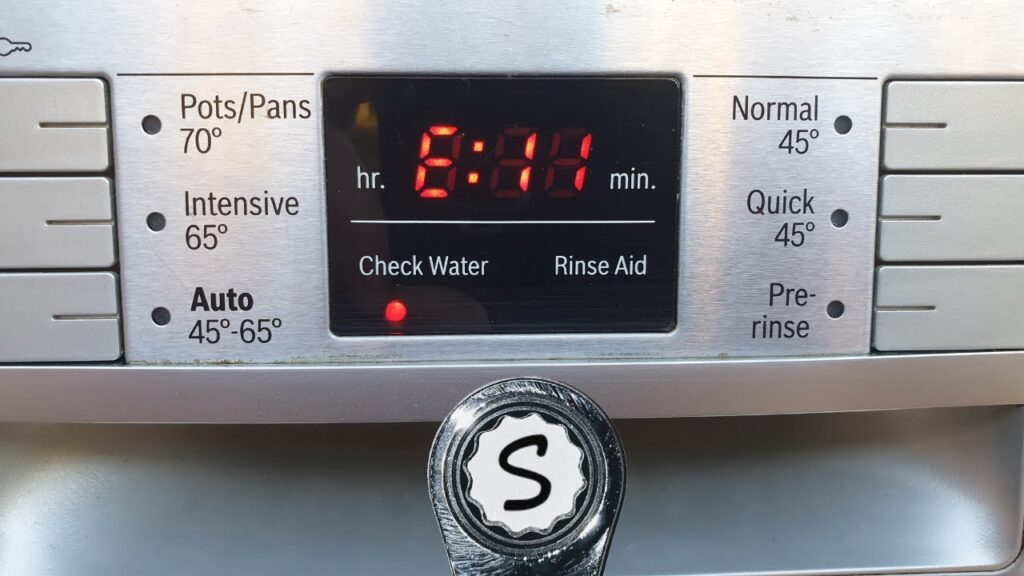 Pots/Pans
70°
Intensive
65°
Auto
45°-65°
hr. E:11 min.
Check Water Rinse Aid
Normal
45°
Quick
45°
Pre-
rinse
S